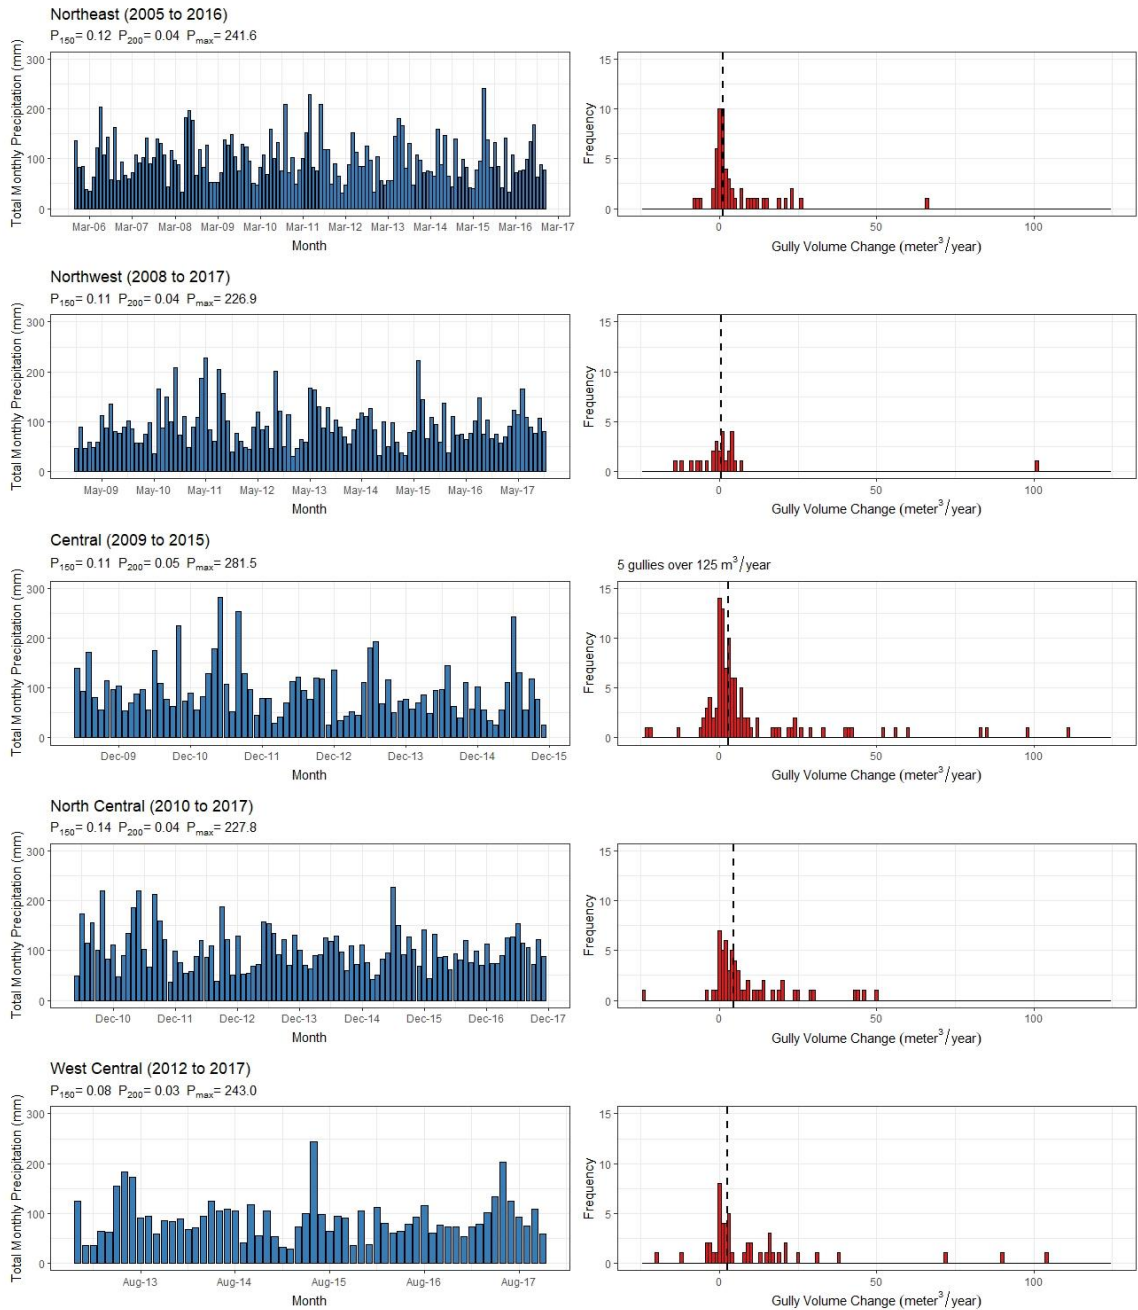 Northeast (2005 to 2016)
P150= 0.12 P200= 0.04 Pmax= 241.6
Total Monthly Precipitation (mm)
300
200
100
0
Mar-06 Mar-07 Mar-08 Mar-09 Mar-10 Mar-11 Mar-12 Mar-13 Mar-14 Mar-15 Mar-16 Mar-17
Month
Frequency
15
10
5
0
0 50 100
Gully Volume Change (meter3/year)
Northwest (2008 to 2017)
P150= 0.11 P200= 0.04 Pmax= 226.9
Total Monthly Precipitation (mm)
300
200
100
0
May-09 May-10 May-11 May-12 May-13 May-14 May-15 May-16 May-17
Month
Frequency
15
10
5
0
0 50 100
Gully Volume Change (meter3/year)
Central (2009 to 2015)
P150= 0.11 P200= 0.05 Pmax= 281.5
Total Monthly Precipitation (mm)
300
200
100
0
Dec-09 Dec-10 Dec-11 Dec-12 Dec-13 Dec-14 Dec-15
Month
5 gullies over 125 m3/year
Frequency
15
10
5
0
0 50 100
Gully Volume Change (meter3/year)
North Central (2010 to 2017)
P150= 0.14 P200= 0.04 Pmax= 227.8
Total Monthly Precipitation (mm)
300
200
100
0
Dec-10 Dec-11 Dec-12 Dec-13 Dec-14 Dec-15 Dec-16 Dec-17
Month
Frequency
15
10
5
0
0 50 100
Gully Volume Change (meter3/year)
West Central (2012 to 2017)
P150= 0.08 P200= 0.03 Pmax= 243.0
Total Monthly Precipitation (mm)
300
200
100
0
Aug-13 Aug-14 Aug-15 Aug-16 Aug-17
Month
Frequency
15
10
5
0
0 50 100
Gully Volume Change (meter3/year)